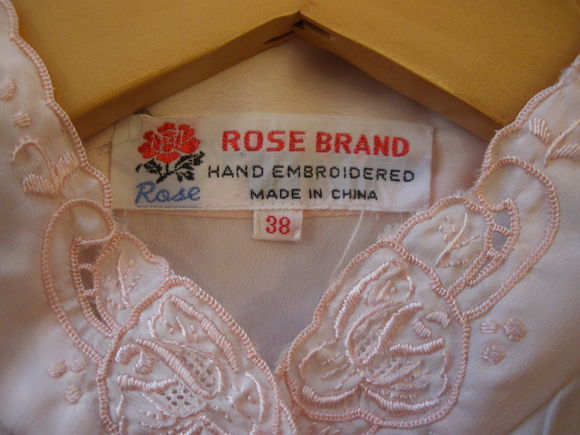 ROSE BRAND
HAND EMBROIDERED
Rose
MADE IN CHINA
38